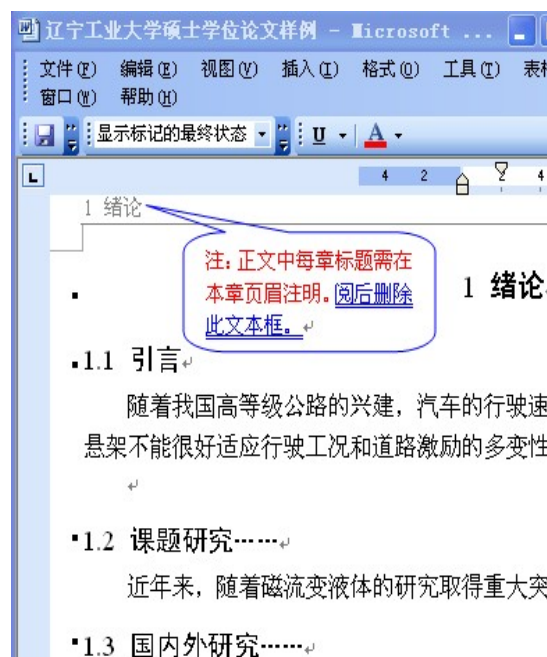 辽宁工业大学硕士学位论文样例 - Microsoft ...
文件(F) 编辑(E) 视图(V) 插入(I) 格式(O) 工具(T) 表格
窗口(W) 帮助(H)
显示标记的最终状态 U A
4 2 2 4
1 绪论
注：正文中每章标题需在
本章页眉注明。阅后删除
此文本框。
1 绪论
1.1 引言
随着我国高等级公路的兴建，汽车的行驶速
悬架不能很好适应行驶工况和道路激励的多变性
1.2 课题研究……
近年来，随着磁流变液体的研究取得重大突
1.3 国内外研究……